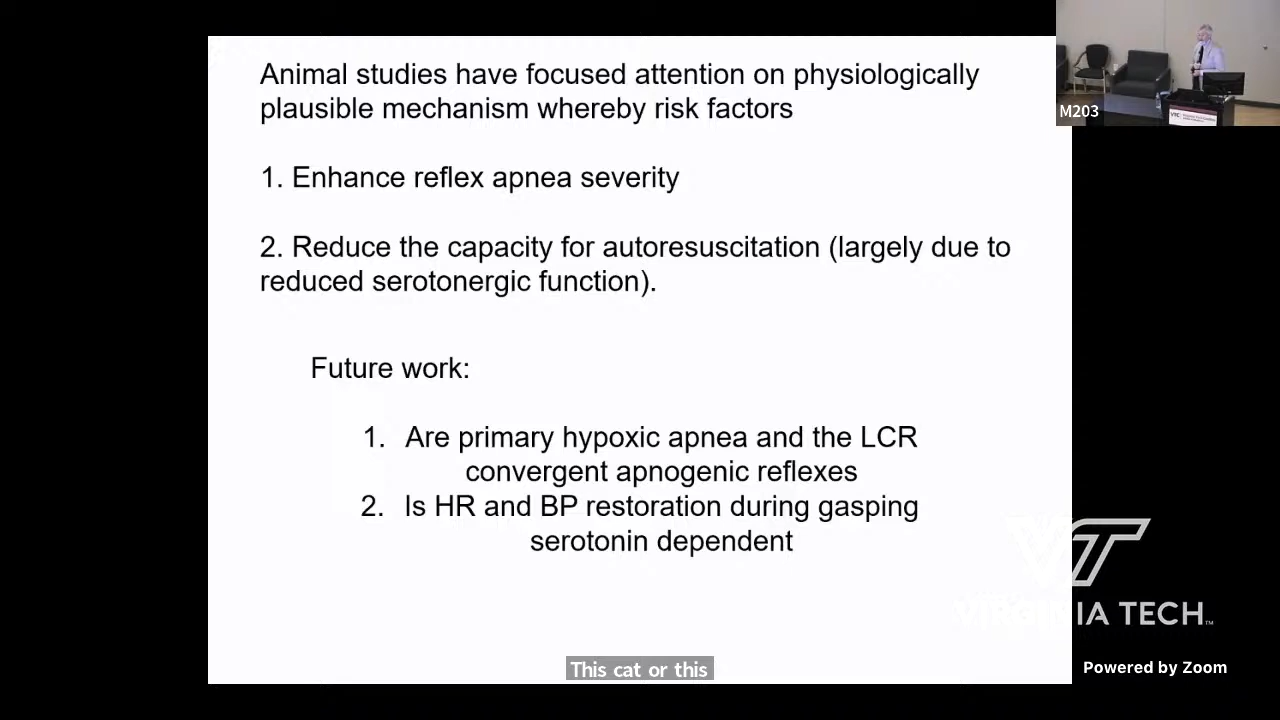 Animal studies have focused attention on physiologically
plausible mechanism whereby risk factors
1. Enhance reflex apnea severity
2. Reduce the capacity for autoresuscitation (largely due to
reduced serotonergic function).
Future work:
1. Are primary hypoxic apnea and the LCR
convergent apnogenic reflexes
2. Is HR and BP restoration during gasping
serotonin dependent
M203
VTC
VT
VIRGINIA TECH™
This cat or this
Powered by Zoom